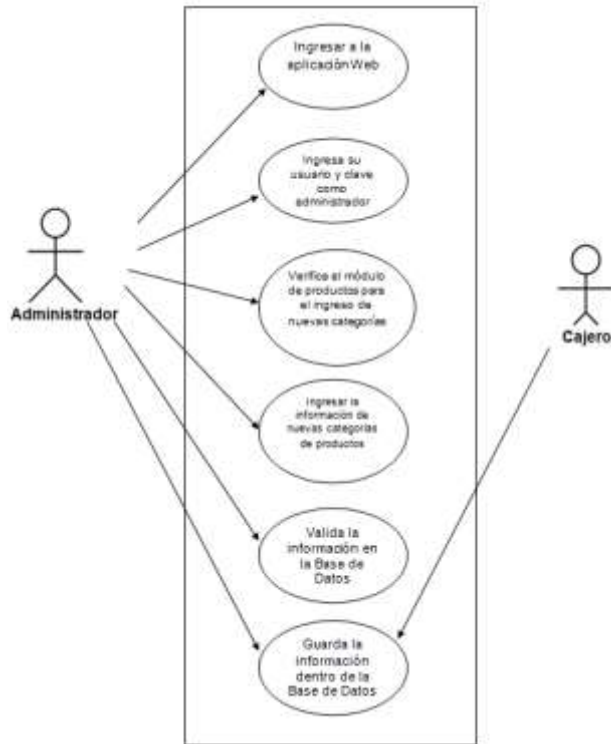 Ingresar a la
aplicación Web
Ingresa su
usuario y clave
como
administrador
Verifica el módulo
de productos para
el ingreso de
nuevas categorías
Administrador
Cajero
Ingresar la
información de
nuevas categorías
de productos
Valida la
información en
la Base de
Datos
Guarda la
información
dentro de la
Base de Datos